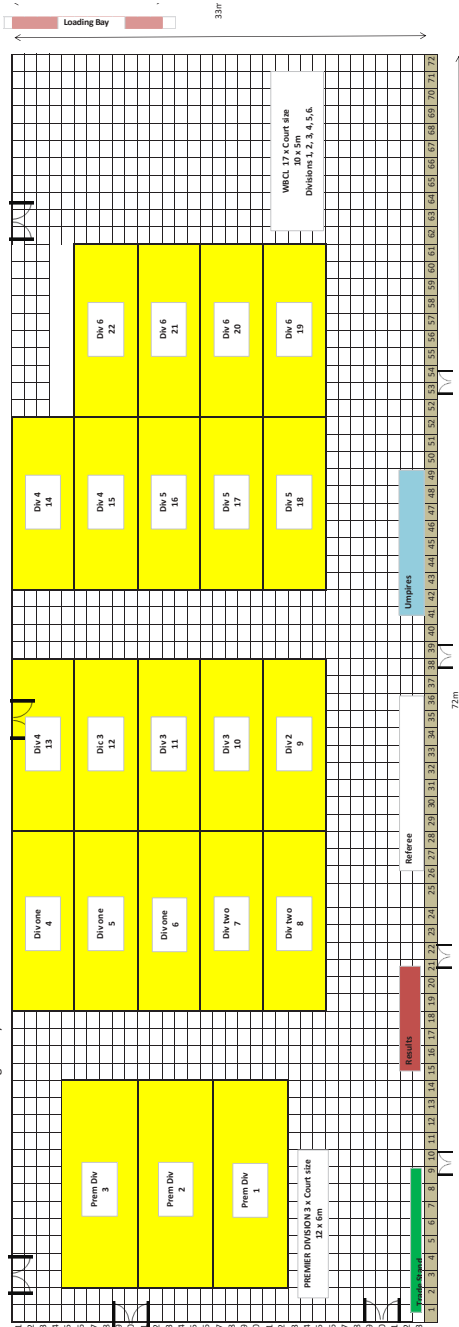 33m
Loading Bay
WBCL 17 x Court size
10 x 5m
Divisions 1, 2, 3, 4, 5,6.
Div 6
22
Div 6
21
Div 6
20
Div 6
19
Div 4
14
Div 4
15
Div 5
16
Div 5
17
Div 5
18
Umpires
Div 4
13
Dic 3
12
Div 3
11
Div 3
10
Div 2
9
Referee
Div one
4
Div one
5
Div one
6
Div two
7
Div two
8
Results
Prem Div
3
Prem Div
2
Prem Div
1
PREMIER DIVISION 3 x Court size
12 x 6m
Trade Stand
72m
1 2 3 4 5 6 7 8 9 10 11 12 13 14 15 16 17 18 19 20 21 22 23 24 25 26 27 28 29 30 31 32 33 34 35 36 37 38 39 40 41 42 43 44 45 46 47 48 49 50 51 52 52 53 54 55 56 57 58 59 60 61 62 63 64 65 66 67 68 69 70 71 72